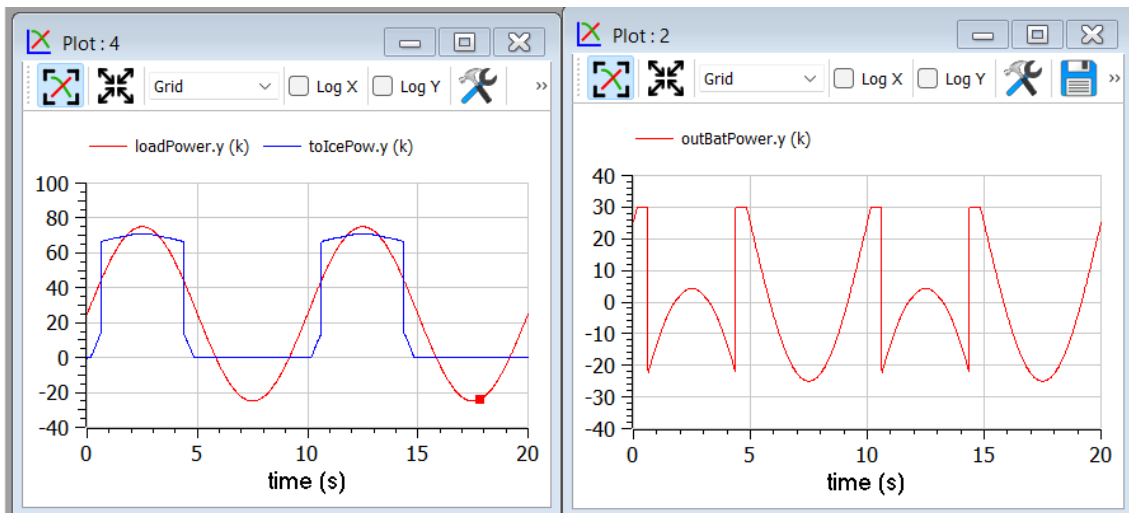 Plot : 4
Grid
Log X
Log Y
»
loadPower.y (k)
toIcePow.y (k)
100
80
60
40
20
0
-20
-40
0
5
10
15
20
time (s)
Plot : 2
Grid
Log X
Log Y
»
outBatPower.y (k)
40
30
20
10
0
-10
-20
-30
-40
0
5
10
15
20
time (s)